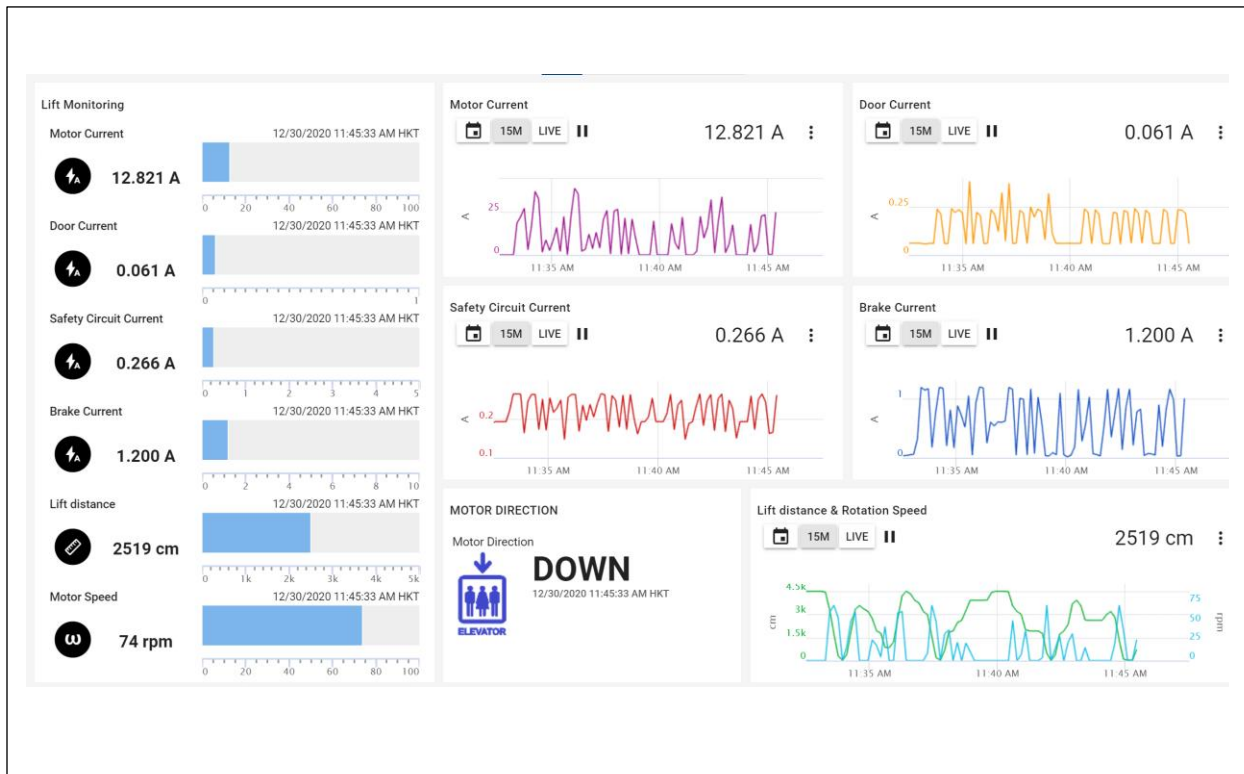 Lift Monitoring
Motor Current
12/30/2020 11:45:33 AM HKT
A
12.821 A
0 20 40 60 80 100
Door Current
12/30/2020 11:45:33 AM HKT
A
0.061 A
0 1
Safety Circuit Current
12/30/2020 11:45:33 AM HKT
A
0.266 A
0 1 2 3 4 5
Brake Current
12/30/2020 11:45:33 AM HKT
A
1.200 A
0 2 4 6 8 10
Lift distance
12/30/2020 11:45:33 AM HKT
2519 cm
0 1k 2k 3k 4k 5k
Motor Speed
12/30/2020 11:45:33 AM HKT
ω
74 rpm
0 20 40 60 80 100
Motor Current
15M LIVE
12.821 A
A
25
0
11:35 AM 11:40 AM 11:45 AM
Door Current
15M LIVE
0.061 A
A
0.25
0
11:35 AM 11:40 AM 11:45 AM
Safety Circuit Current
15M LIVE
0.266 A
A
0.2
0.1
11:35 AM 11:40 AM 11:45 AM
Brake Current
15M LIVE
1.200 A
A
1
0
11:35 AM 11:40 AM 11:45 AM
MOTOR DIRECTION
Motor Direction
DOWN
12/30/2020 11:45:33 AM HKT
ELEVATOR
Lift distance & Rotation Speed
15M LIVE
2519 cm
cm
4.5k
3k
1.5k
0
75
50
25
0
rpm
11:35 AM 11:40 AM 11:45 AM